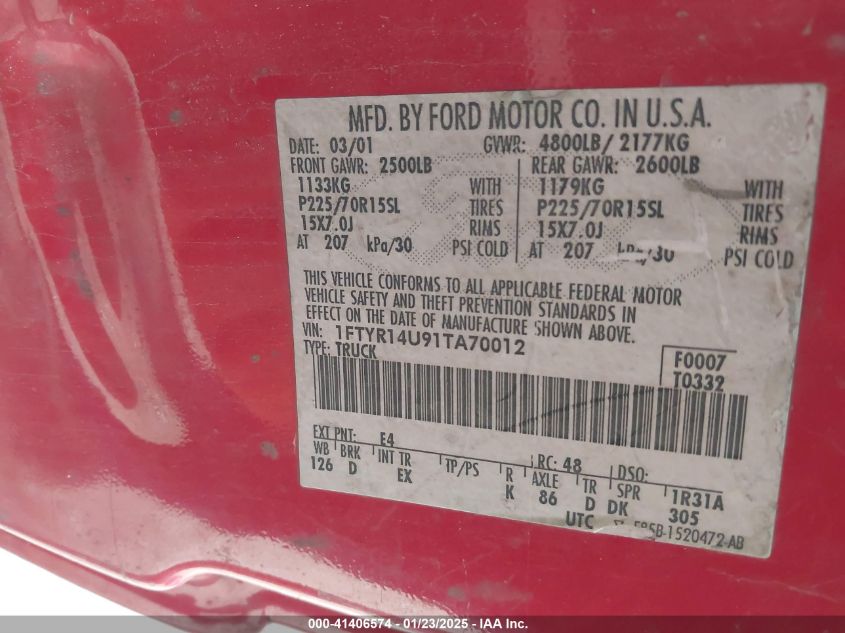 MFD. BY FORD MOTOR CO. IN U.S.A.
DATE: 03/01 GVWR: 4800LB/ 2177KG
FRONT GAWR: 2500LB REAR GAWR: 2600LB
1133KG WITH 1179KG WITH
P225/70R15SL TIRES P225/70R15SL TIRES
15X7.0J RIMS 15X7.0J RIMS
AT 207 kPa/30 PSI COLD AT 207 kPa/30 PSI COLD
THIS VEHICLE CONFORMS TO ALL APPLICABLE FEDERAL MOTOR
VEHICLE SAFETY AND THEFT PREVENTION STANDARDS IN
EFFECT ON THE DATE OF MANUFACTURE SHOWN ABOVE.
VIN: 1FTYR14U91TA70012
TYPE: TRUCK
F0007
T0332
EXT PNT: E4 RC: 48 DSO:
WB BRK INT TR TP/PS R AXLE TR SPR 1R31A
126 D EX K 86 D DK 305
UTC F85B-1520472-AB
#41406574 - 01/23/2025 - IAA Inc.